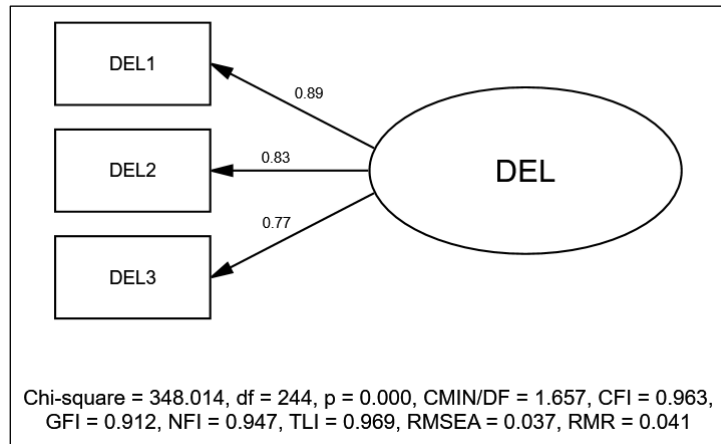 DEL1
0.89
DEL2
0.83
DEL
DEL3
0.77
Chi-square = 348.014, df = 244, p = 0.000, CMIN/DF = 1.657, CFI = 0.963,
GFI = 0.912, NFI = 0.947, TLI = 0.969, RMSEA = 0.037, RMR = 0.041